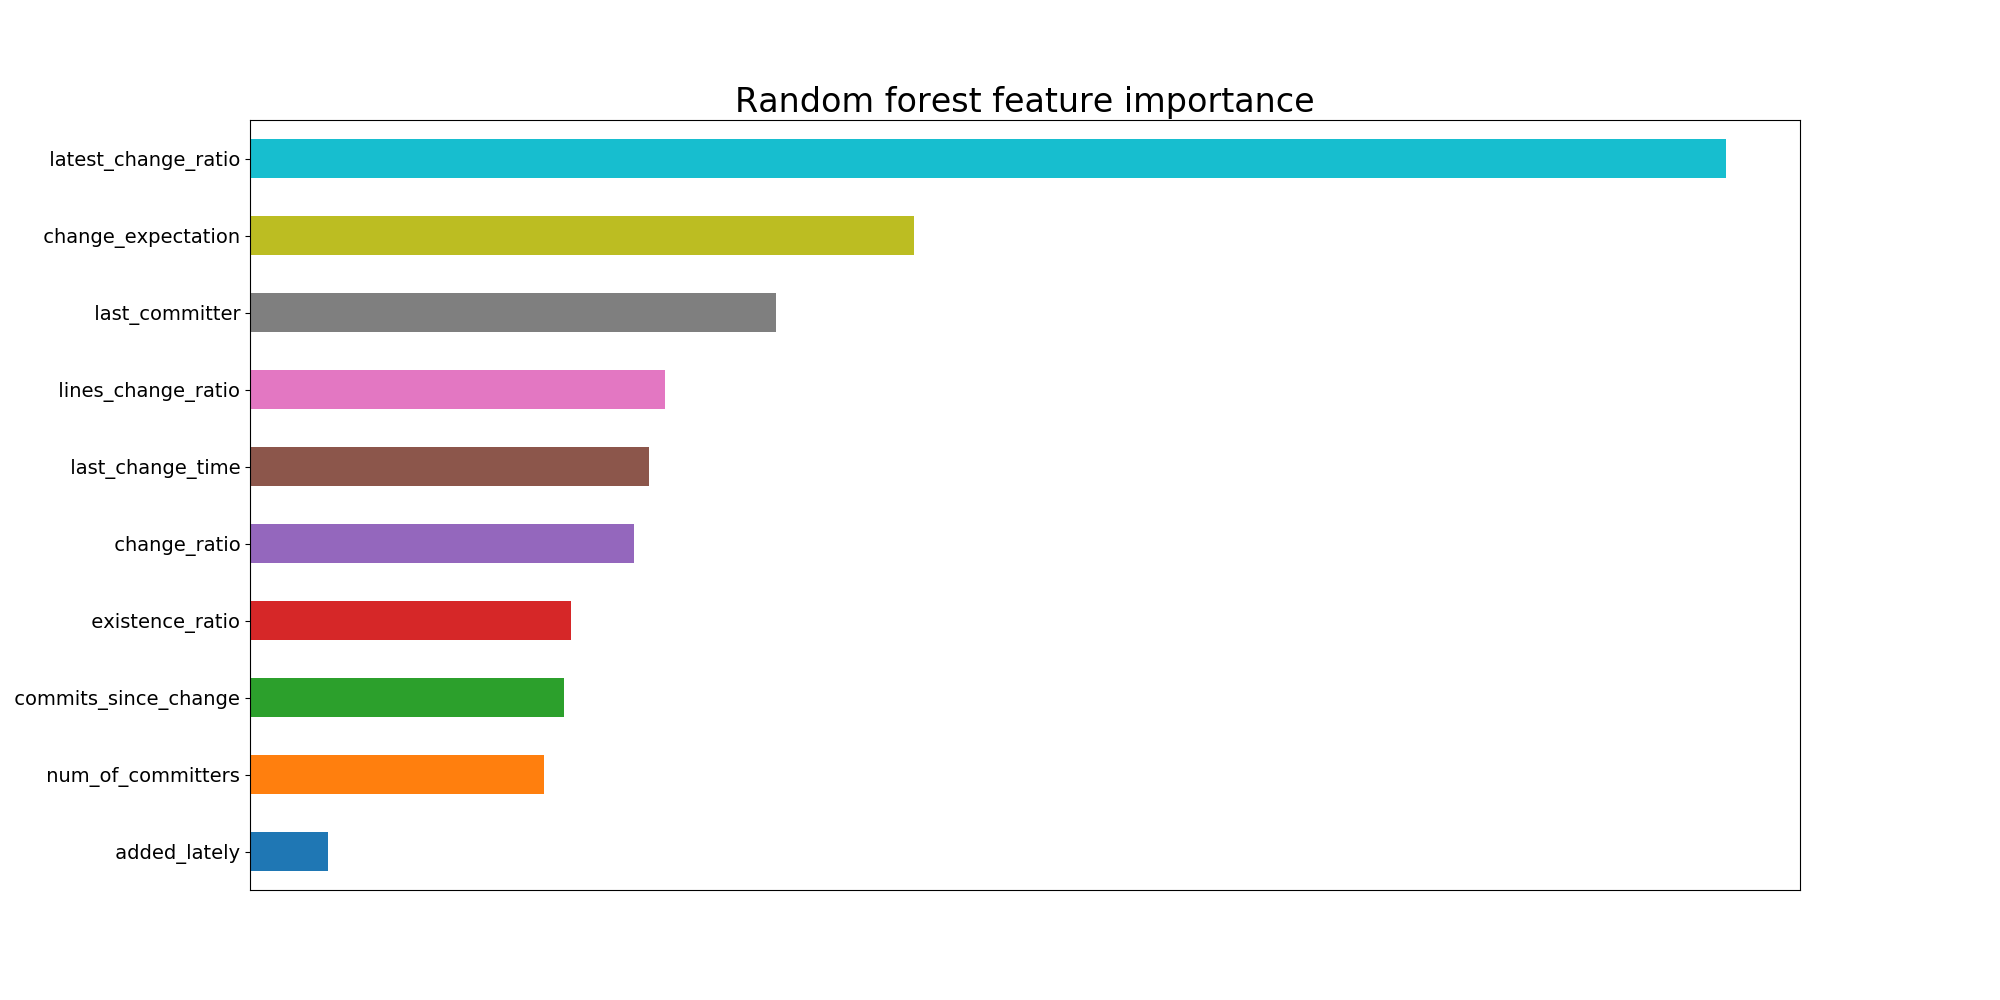 Random forest feature importance
latest_change_ratio
change_expectation
last_committer
lines_change_ratio
last_change_time
change_ratio
existence_ratio
commits_since_change
num_of_committers
added_lately